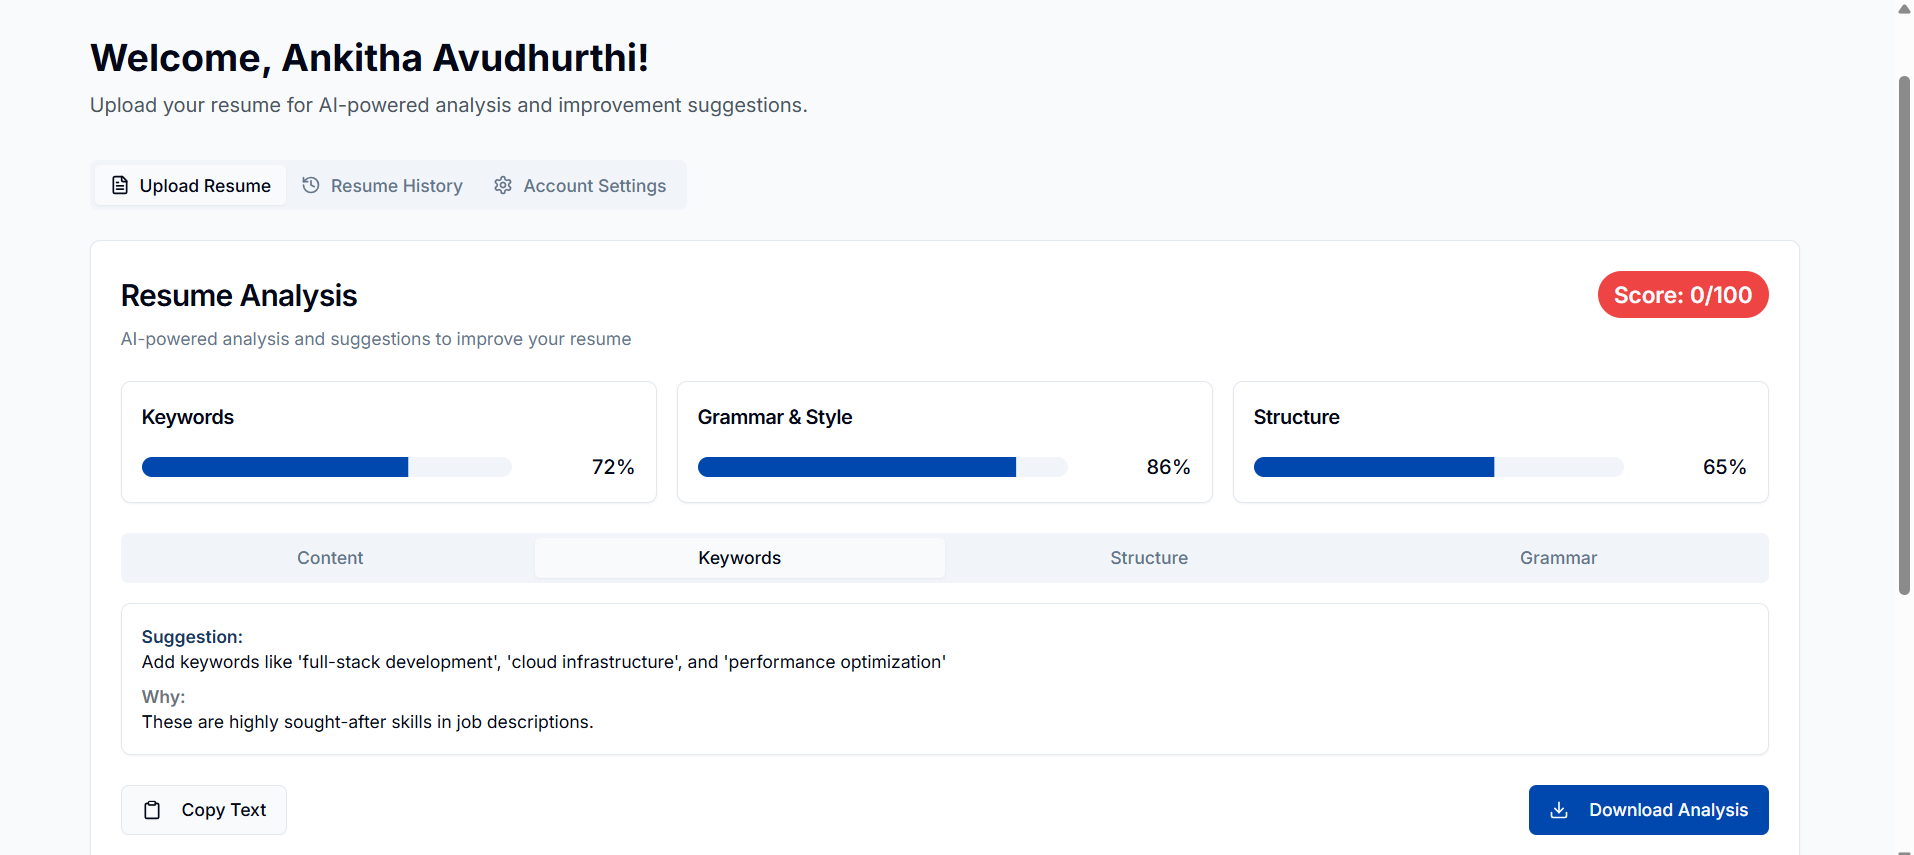 Welcome, Ankitha Avudhurthi!
Upload your resume for AI-powered analysis and improvement suggestions.
Upload Resume
Resume History
Account Settings
Resume Analysis
Score: 0/100
AI-powered analysis and suggestions to improve your resume
Keywords
72%
Grammar & Style
86%
Structure
65%
Content
Keywords
Structure
Grammar
Suggestion:
Add keywords like 'full-stack development', 'cloud infrastructure', and 'performance optimization'
Why:
These are highly sought-after skills in job descriptions.
Copy Text
Download Analysis